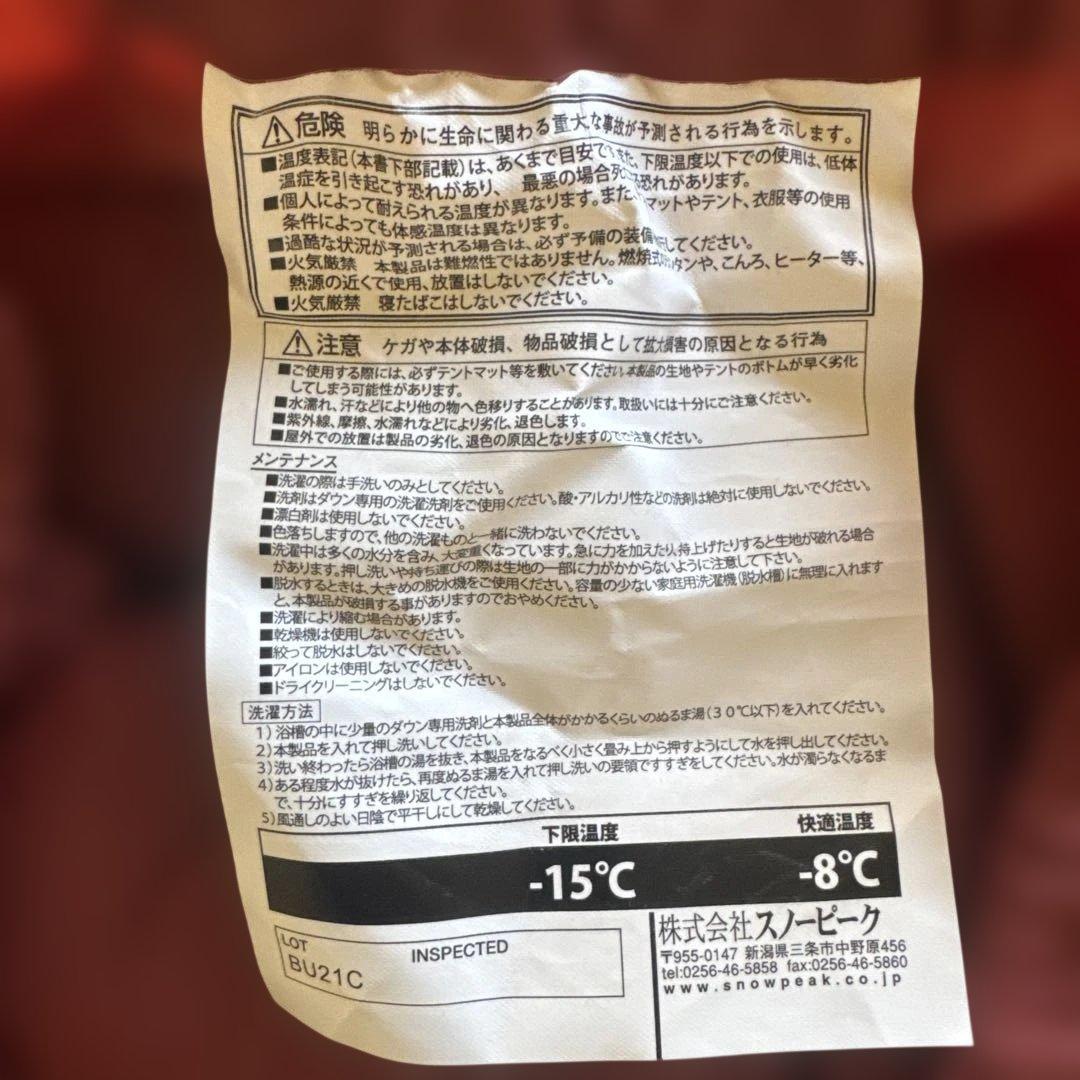 危険 明らかに生命に関わる重大な事故が予測される行為を示します。
■温度表記（本書下部記載）は、あくまで目安です。また、下限温度以下での使用は、低体
温症を引き起こす恐れがあり、 最悪の場合死 る恐れがあります。
■個人によって耐えられる温度が異なります。また、マットやテント、衣服等の使用
条件によっても体感温度は異なります。
■過酷な状況が予測される場合は、必ず予備の装備 してください。
■火気厳禁 本製品は難燃性ではありません。燃焼式ランタンや、こんろ、ヒーター等、
熱源の近くで使用、放置はしないでください。
■火気厳禁 寝たばこはしないでください。
注意 ケガや本体破損、物品破損として拡大損害の原因となる行為
■ご使用する際には、必ずテントマット等を敷いてください。本製品の生地やテントのボトムが早く劣化
してしまう可能性があります。
■水濡れ、汗などにより他の物へ色移りすることがあります。取扱いには十分にご注意ください。
■紫外線、摩擦、水濡れなどにより劣化、退色します。
■屋外での放置は製品の劣化、退色の原因となりますのでご注意ください。
メンテナンス
■洗濯の際は手洗いのみとしてください。
■洗剤はダウン専用の洗濯洗剤をご使用ください。酸・アルカリ性などの洗剤は絶対に使用しないでください。
■漂白剤は使用しないでください。
■色落ちしますので、他の洗濯ものと一緒に洗わないでください。
■洗濯中は多くの水分を含み、大変重くなっています。急に力を加えたり、持上げたりすると生地が破れる場合
があります。押し洗いや持ち運びの際は生地の一部に力がかからないように注意して下さい。
■脱水するときは、大きめの脱水機をご使用ください。容量の少ない家庭用洗濯機（脱水槽）に無理に入れます
と、本製品が破損する事がありますのでおやめください。
■洗濯により縮む場合があります。
■乾燥機は使用しないでください。
■絞って脱水はしないでください。
■アイロンは使用しないでください。
■ドライクリーニングはしないでください。
洗濯方法
1）浴槽の中に少量のダウン専用洗剤と本製品全体がかかるくらいのぬるま湯（30℃以下）を入れてください。
2）本製品を入れて押し洗いしてください。
3）洗い終わったら浴槽の湯を抜き、本製品をなるべく小さく畳み上から押すようにして水を押し出してください。
4）ある程度水が抜けたら、再度ぬるま湯を入れて押し洗いの要領ですすぎをしてください。水が濁らなくなるま
で、十分にすすぎを繰り返してください。
5）風通しのよい日陰で平干しにして乾燥してください。
下限温度 快適温度
-15℃ -8℃
LOT INSPECTED
BU21C
株式会社スノーピーク
〒955-0147 新潟県三条市中野原456
tel:0256-46-5858 fax:0256-46-5860
www.snowpeak.co.jp